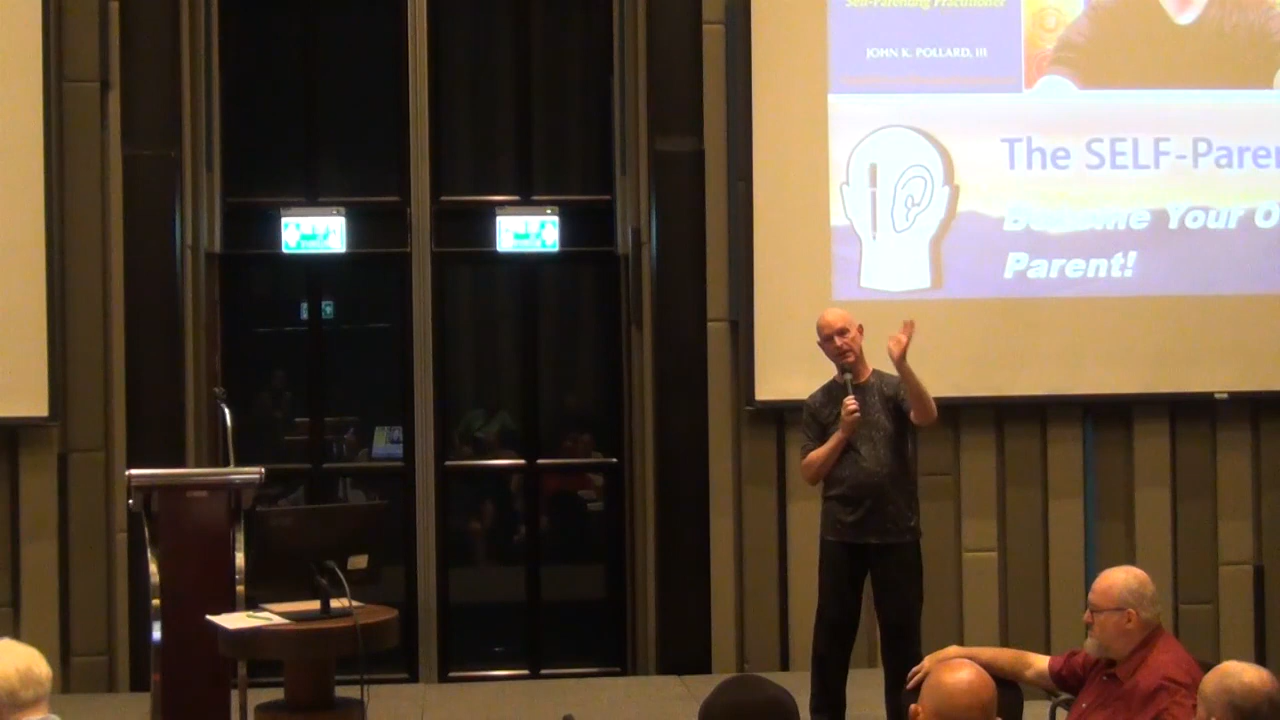 Self-Parenting Practitioner
JOHN K. POLLARD, III
The SELF-Paren
Become Your O
Parent!